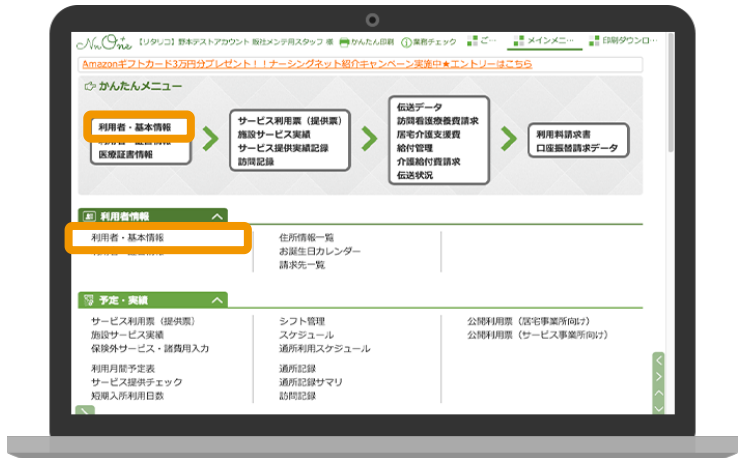 NuOne 【リタリコ】野本テストアカウント 販社メンテ用スタッフ 様 かんたん印刷 業務チェック ご… メインメニ… 印刷ダウンロ…
Amazonギフトカード3万円分プレゼント！！ナーシングネット紹介キャンペーン実施中★エントリーはこちら
かんたんメニュー
利用者・基本情報
医療証書情報
サービス利用票（提供票）
施設サービス実績
サービス提供実績記録
訪問記録
伝送データ
訪問看護療養費請求
居宅介護支援費
給付管理
介護給付費請求
伝送状況
利用料請求書
口座振替請求データ
利用者情報
利用者・基本情報
住所情報一覧
お誕生日カレンダー
請求先一覧
予定・実績
サービス利用票（提供票）
施設サービス実績
保険外サービス・諸費用入力
利用月間予定表
サービス提供チェック
短期入所利用日数
シフト管理
スケジュール
通所利用スケジュール
通所記録
通所記録サマリ
訪問記録
公開利用票（居宅事業所向け）
公開利用票（サービス事業所向け）